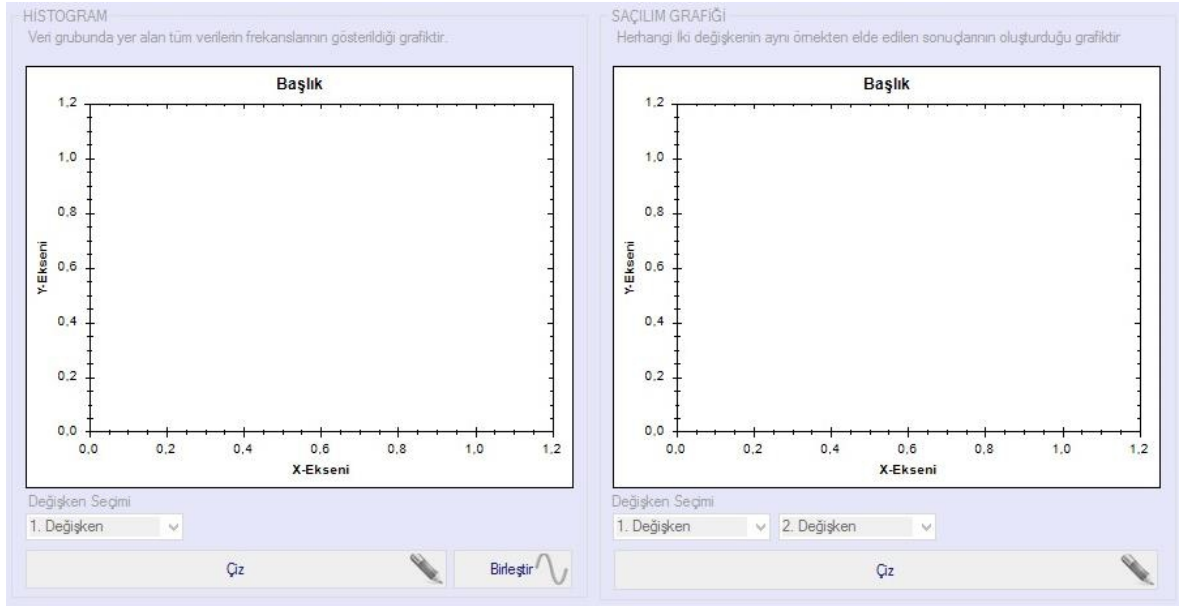 HİSTOGRAM
Veri grubunda yer alan tüm verilerin frekanslarının gösterildiği grafiktir.
Başlık
1,2
1,0
0,8
0,6
0,4
0,2
0,0
Y-Ekseni
0,0 0,2 0,4 0,6 0,8 1,0 1,2
X-Ekseni
Değişken Seçimi
1. Değişken
Çiz
Birleştir
SAÇILIM GRAFİĞİ
Herhangi İki değişkenin aynı örnekten elde edilen sonuçlarının oluşturduğu grafiktir
Başlık
1,2
1,0
0,8
0,6
0,4
0,2
0,0
Y-Ekseni
0,0 0,2 0,4 0,6 0,8 1,0 1,2
X-Ekseni
Değişken Seçimi
1. Değişken 2. Değişken
Çiz